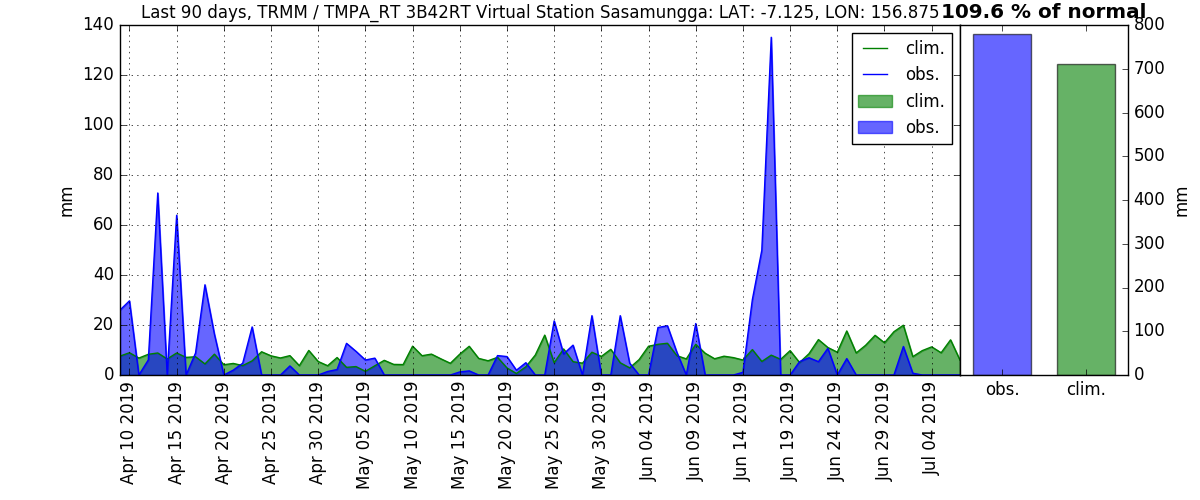 Last 90 days, TRMM / TMPA_RT 3B42RT Virtual Station Sasamungga: LAT: -7.125, LON: 156.875
109.6 % of normal
140
120
100
80
60
40
20
0
mm
clim.
obs.
clim.
obs.
Apr 10 2019
Apr 15 2019
Apr 20 2019
Apr 25 2019
Apr 30 2019
May 05 2019
May 10 2019
May 15 2019
May 20 2019
May 25 2019
May 30 2019
Jun 04 2019
Jun 09 2019
Jun 14 2019
Jun 19 2019
Jun 24 2019
Jun 29 2019
Jul 04 2019
800
700
600
500
400
300
200
100
0
mm
obs.
clim.